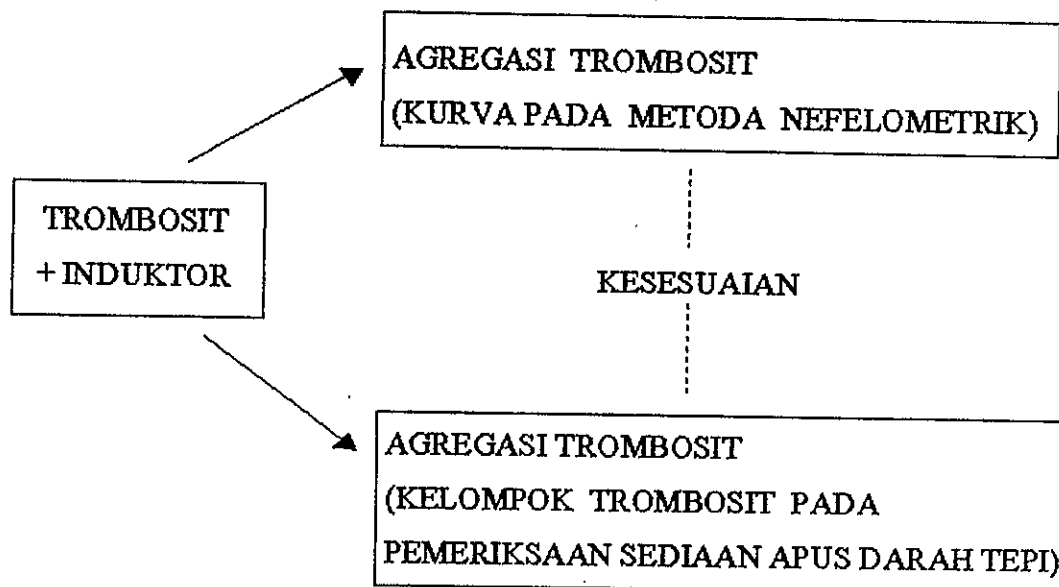 AGREGASI TROMBOSIT
(KURVA PADA METODA NEFELOMETRIK)
TROMBOSIT
+ INDUKTOR
KESESUAIAN
AGREGASI TROMBOSIT
(KELOMPOK TROMBOSIT PADA
PEMERIKSAAN SEDIAAN APUS DARAH TEPI)